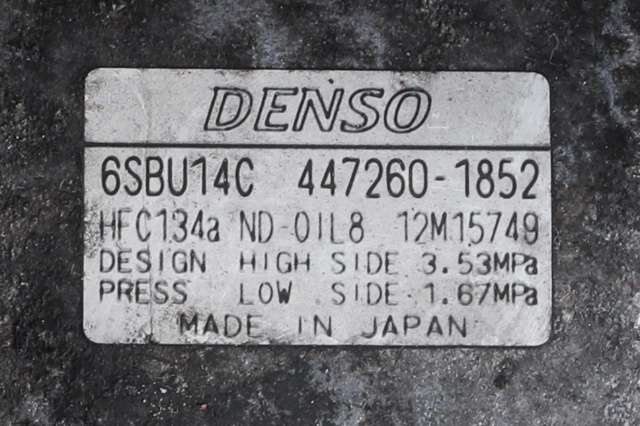 DENSO
6SBU14C 447260-1852
HFC134a ND-OIL8 12M15749
DESIGN HIGH SIDE 3.53MPa
PRESS LOW SIDE 1.67MPa
MADE IN JAPAN